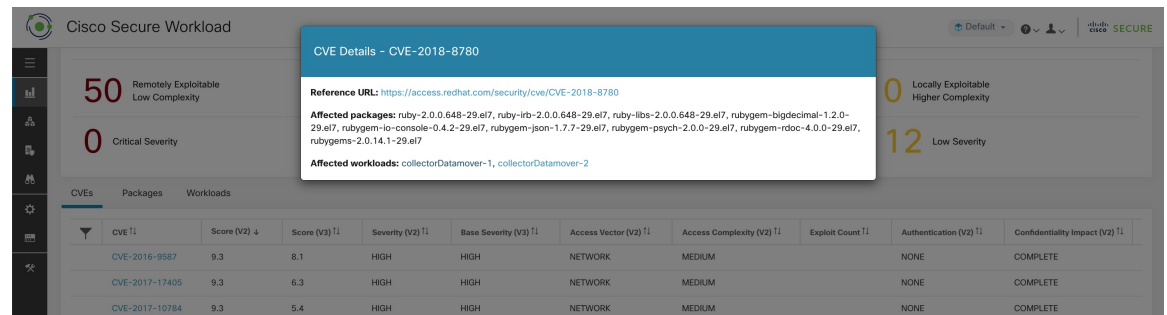 Cisco Secure Workload
Default
cisco SECURE
CVE Details - CVE-2018-8780
Reference URL: https://access.redhat.com/security/cve/CVE-2018-8780
Affected packages: ruby-2.0.0.648-29.el7, ruby-irb-2.0.0.648-29.el7, ruby-libs-2.0.0.648-29.el7, rubygem-bigdecimal-1.2.0-
29.el7, rubygem-io-console-0.4.2-29.el7, rubygem-json-1.7.7-29.el7, rubygem-psych-2.0.0-29.el7, rubygem-rdoc-4.0.0-29.el7,
rubygems-2.0.14.1-29.el7
Affected workloads: collectorDatamover-1, collectorDatamover-2
50 Remotely Exploitable
Low Complexity
0 Locally Exploitable
Higher Complexity
0 Critical Severity
12 Low Severity
CVEs Packages Workloads
CVE Score (V2) Score (V3) Severity (V2) Base Severity (V3) Access Vector (V2) Access Complexity (V2) Exploit Count Authentication (V2) Confidentiality Impact (V2)
CVE-2016-9587 9.3 8.1 HIGH HIGH NETWORK MEDIUM NONE COMPLETE
CVE-2017-17405 9.3 6.3 HIGH HIGH NETWORK MEDIUM NONE COMPLETE
CVE-2017-10784 9.3 5.4 HIGH HIGH NETWORK MEDIUM NONE COMPLETE